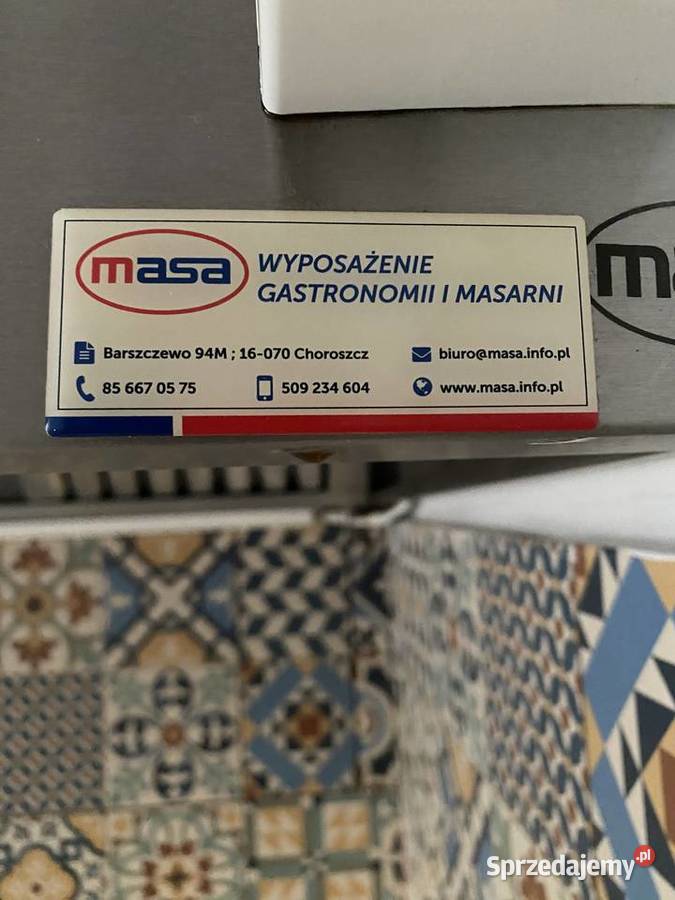 masa
WYPOSAŻENIE
GASTRONOMII I MASARNI
Barszczewo 94M ; 16-070 Choroszcz
biuro@masa.info.pl
85 667 05 75
509 234 604
www.masa.info.pl
ma
Sprzedajemy.pl